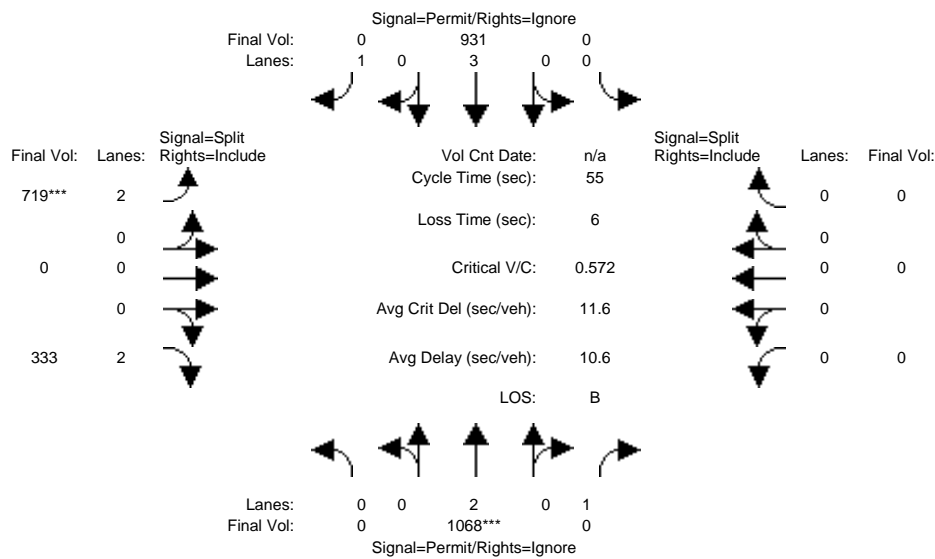 Signal=Permit/Rights=Ignore
Final Vol: 0 931 0
Lanes: 1 0 3 0 0
Signal=Split
Final Vol: Lanes: Rights=Include
Vol Cnt Date: n/a
Signal=Split
Rights=Include Lanes: Final Vol:
Cycle Time (sec): 55
719*** 2
0 0
Loss Time (sec): 6
0
0
0 0
Critical V/C: 0.572
0 0
0
Avg Crit Del (sec/veh): 11.6
0
333 2
Avg Delay (sec/veh): 10.6
0 0
LOS: B
Lanes: 0 0 2 0 1
Final Vol: 0 1068*** 0
Signal=Permit/Rights=Ignore